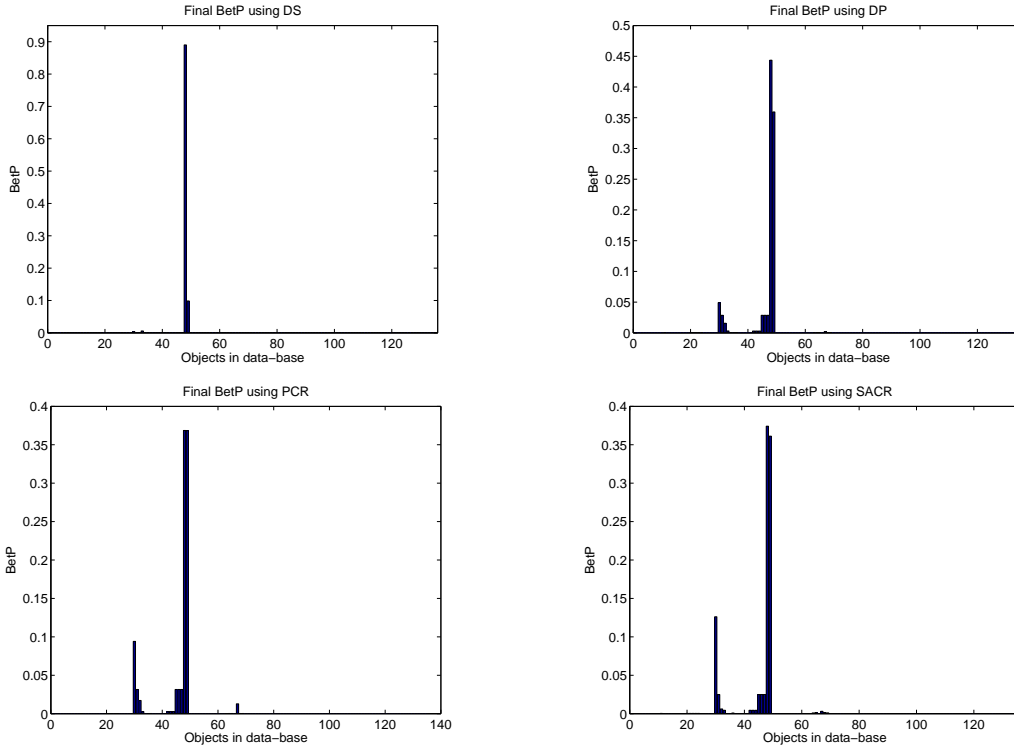 Final BetP using DS
0.9
0.8
0.7
0.6
0.5
0.4
0.3
0.2
0.1
0
BetP
0 20 40 60 80 100 120
Objects in data−base
Final BetP using DP
0.5
0.45
0.4
0.35
0.3
0.25
0.2
0.15
0.1
0.05
0
BetP
0 20 40 60 80 100 120
Objects in data−base
Final BetP using PCR
0.4
0.35
0.3
0.25
0.2
0.15
0.1
0.05
0
BetP
0 20 40 60 80 100 120 140
Objects in data−base
Final BetP using SACR
0.4
0.35
0.3
0.25
0.2
0.15
0.1
0.05
0
BetP
0 20 40 60 80 100 120
Objects in data−base